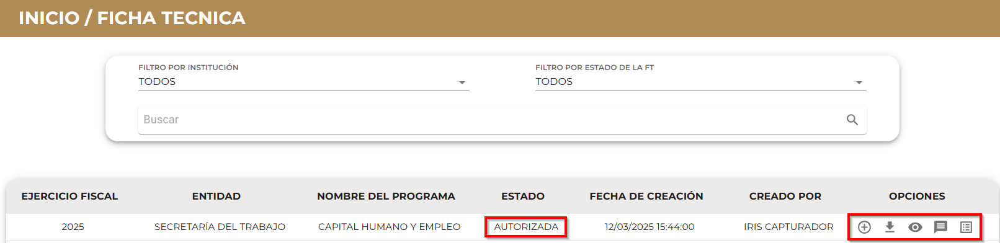 INICIO / FICHA TECNICA
FILTRO POR INSTITUCIÓN
TODOS
FILTRO POR ESTADO DE LA FT
TODOS
Buscar
EJERCICIO FISCAL ENTIDAD NOMBRE DEL PROGRAMA ESTADO FECHA DE CREACIÓN CREADO POR OPCIONES
2025 SECRETARÍA DEL TRABAJO CAPITAL HUMANO Y EMPLEO AUTORIZADA 12/03/2025 15:44:00 IRIS CAPTURADOR